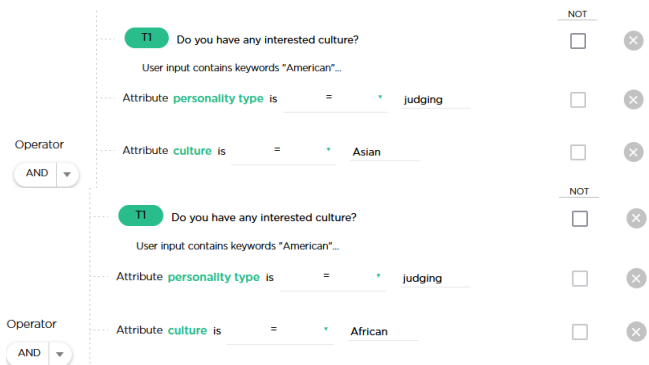 NOT
T1 Do you have any interested culture?
User input contains keywords "American"...
Attribute personality type is = judging
Operator
Attribute culture is = Asian
AND
NOT
T1 Do you have any interested culture?
User input contains keywords "American"...
Attribute personality type is = judging
Operator
Attribute culture is = African
AND